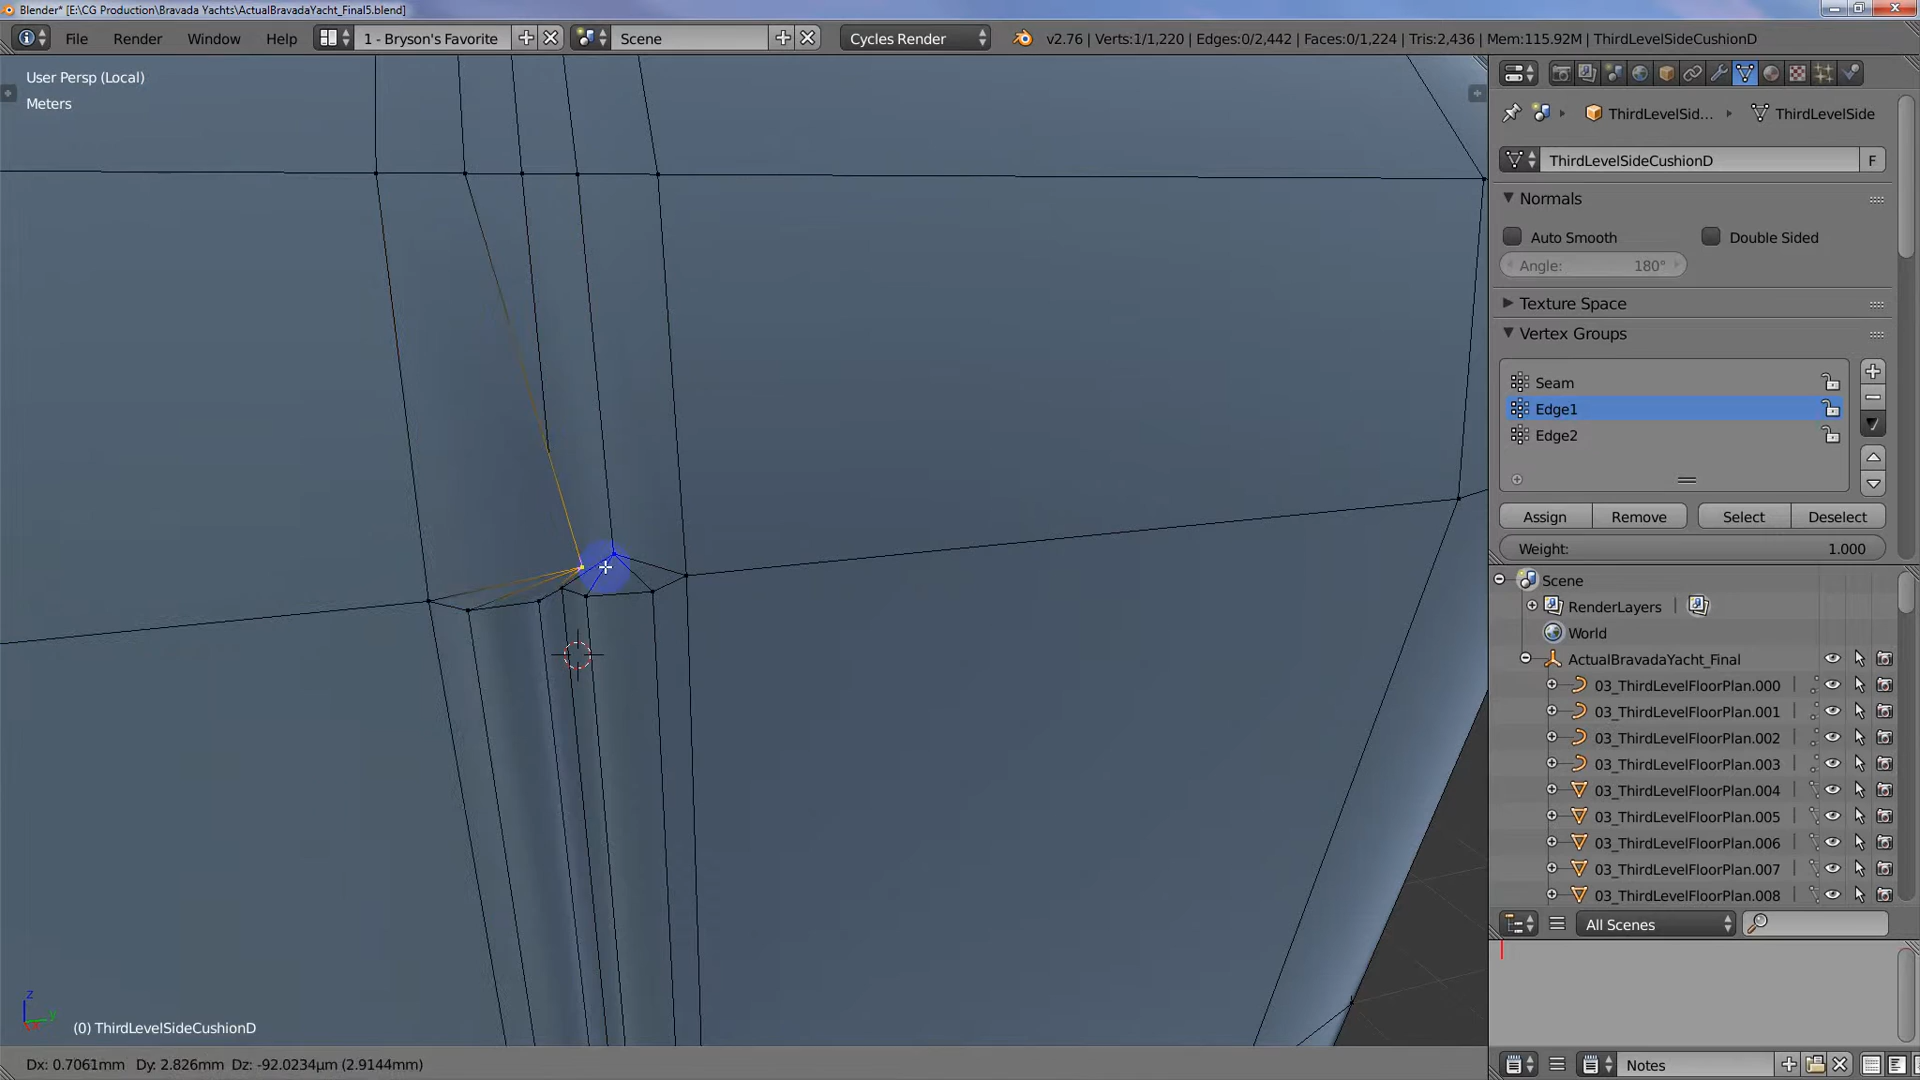 Blender* [E:\CG Production\Bravada Yachts\ActualBravadaYacht_Final5.blend]
File Render Window Help 1 - Bryson's Favorite Scene Cycles Render v2.76 | Verts:1/1,220 | Edges:0/2,442 | Faces:0/1,224 | Tris:2,436 | Mem:115.92M | ThirdLevelSideCushionD
User Persp (Local)
Meters
ThirdLevelSid... ThirdLevelSide
ThirdLevelSideCushionD F
Normals
Auto Smooth Double Sided
Angle: 180°
Texture Space
Vertex Groups
Seam
Edge1
Edge2
Assign Remove Select Deselect
Weight: 1.000
Scene
RenderLayers
World
ActualBravadaYacht_Final
03_ThirdLevelFloorPlan.000
03_ThirdLevelFloorPlan.001
03_ThirdLevelFloorPlan.002
03_ThirdLevelFloorPlan.003
03_ThirdLevelFloorPlan.004
03_ThirdLevelFloorPlan.005
03_ThirdLevelFloorPlan.006
03_ThirdLevelFloorPlan.007
03_ThirdLevelFloorPlan.008
All Scenes
z
y
(0) ThirdLevelSideCushionD
Dx: 0.7061mm Dy: 2.826mm Dz: -92.0234µm (2.9144mm)
Notes